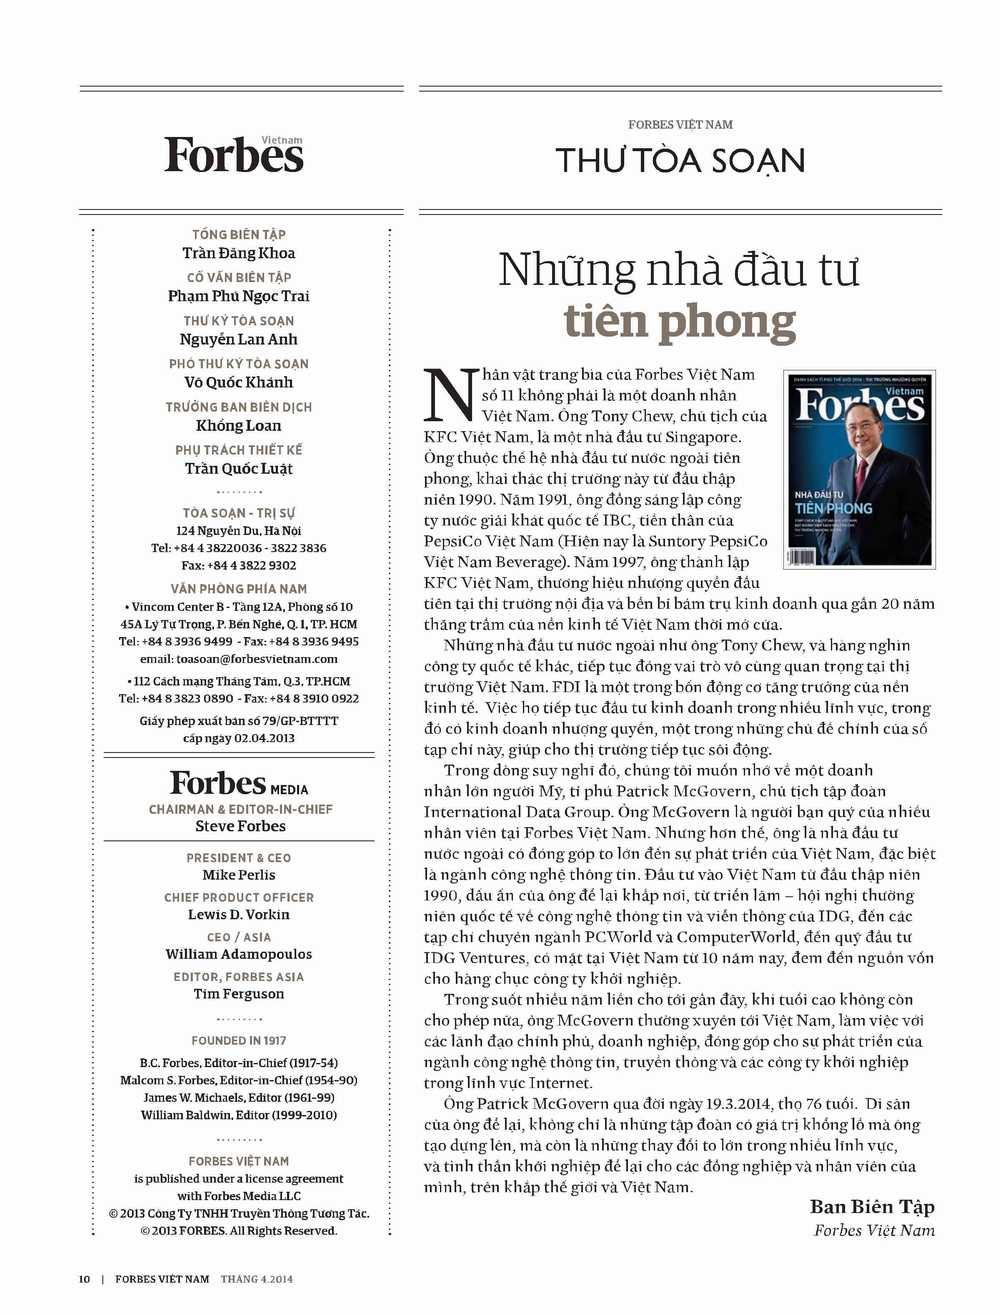 Forbes Vietnam
TỔNG BIÊN TẬP
Trần Đăng Khoa
CỐ VẤN BIÊN TẬP
Phạm Phú Ngọc Trai
THƯ KÝ TÒA SOẠN
Nguyễn Lan Anh
PHÓ THƯ KÝ TÒA SOẠN
Võ Quốc Khánh
TRƯỞNG BAN BIÊN DỊCH
Khổng Loan
PHỤ TRÁCH THIẾT KẾ
Trần Quốc Luật
TÒA SOẠN - TRỊ SỰ
124 Nguyễn Du, Hà Nội
Tel: +84 4 38220036 - 3822 3836
Fax: +84 4 3822 9302
VĂN PHÒNG PHÍA NAM
• Vincom Center B - Tầng 12A, Phòng số 10
45A Lý Tự Trọng, P. Bến Nghé, Q. 1, TP. HCM
Tel: +84 8 3936 9499 - Fax: +84 8 3936 9495
email: toasoan@forbesvietnam.com
• 112 Cách mạng Tháng Tám, Q.3, TP.HCM
Tel: +84 8 3823 0890 - Fax: +84 8 3910 0922
Giấy phép xuất bản số 79/GP-BTTTT
cấp ngày 02.04.2013
Forbes MEDIA
CHAIRMAN & EDITOR-IN-CHIEF
Steve Forbes
PRESIDENT & CEO
Mike Perlis
CHIEF PRODUCT OFFICER
Lewis D. Vorkin
CEO / ASIA
William Adamopoulos
EDITOR, FORBES ASIA
Tim Ferguson
FOUNDED IN 1917
B.C. Forbes, Editor-in-Chief (1917-54)
Malcom S. Forbes, Editor-in-Chief (1954-90)
James W. Michaels, Editor (1961-99)
William Baldwin, Editor (1999-2010)
FORBES VIỆT NAM
is published under a license agreement
with Forbes Media LLC
© 2013 Công Ty TNHH Truyền Thông Tương Tác.
© 2013 FORBES. All Rights Reserved.
FORBES VIỆT NAM
THƯ TÒA SOẠN
Những nhà đầu tư
tiên phong
Nhân vật trang bìa của Forbes Việt Nam
số 11 không phải là một doanh nhân
Việt Nam. Ông Tony Chew, chủ tịch của
KFC Việt Nam, là một nhà đầu tư Singapore.
Ông thuộc thế hệ nhà đầu tư nước ngoài tiên
phong, khai thác thị trường này từ đầu thập
niên 1990. Năm 1991, ông đồng sáng lập công
ty nước giải khát quốc tế IBC, tiền thân của
PepsiCo Việt Nam (Hiện nay là Suntory PepsiCo
Việt Nam Beverage). Năm 1997, ông thành lập
KFC Việt Nam, thương hiệu nhượng quyền đầu
tiên tại thị trường nội địa và bền bỉ bám trụ kinh doanh qua gần 20 năm
thăng trầm của nền kinh tế Việt Nam thời mở cửa.
Những nhà đầu tư nước ngoài như ông Tony Chew, và hàng nghìn
công ty quốc tế khác, tiếp tục đóng vai trò vô cùng quan trọng tại thị
trường Việt Nam. FDI là một trong bốn động cơ tăng trưởng của nền
kinh tế. Việc họ tiếp tục đầu tư kinh doanh trong nhiều lĩnh vực, trong
đó có kinh doanh nhượng quyền, một trong những chủ đề chính của số
tạp chí này, giúp cho thị trường tiếp tục sôi động.
Trong dòng suy nghĩ đó, chúng tôi muốn nhớ về một doanh
nhân lớn người Mỹ, tỉ phú Patrick McGovern, chủ tịch tập đoàn
International Data Group. Ông McGovern là người bạn quý của nhiều
nhân viên tại Forbes Việt Nam. Nhưng hơn thế, ông là nhà đầu tư
nước ngoài có đóng góp to lớn đến sự phát triển của Việt Nam, đặc biệt
là ngành công nghệ thông tin. Đầu tư vào Việt Nam từ đầu thập niên
1990, dấu ấn của ông để lại khắp nơi, từ triển lãm – hội nghị thường
niên quốc tế về công nghệ thông tin và viễn thông của IDG, đến các
tạp chí chuyên ngành PCWorld và ComputerWorld, đến quỹ đầu tư
IDG Ventures, có mặt tại Việt Nam từ 10 năm nay, đem đến nguồn vốn
cho hàng chục công ty khởi nghiệp.
Trong suốt nhiều năm liền cho tới gần đây, khi tuổi cao không còn
cho phép nữa, ông McGovern thường xuyên tới Việt Nam, làm việc với
các lãnh đạo chính phủ, doanh nghiệp, đóng góp cho sự phát triển của
ngành công nghệ thông tin, truyền thông và các công ty khởi nghiệp
trong lĩnh vực Internet.
Ông Patrick McGovern qua đời ngày 19.3.2014, thọ 76 tuổi. Di sản
của ông để lại, không chỉ là những tập đoàn có giá trị khổng lồ mà ông
tạo dựng lên, mà còn là những thay đổi to lớn trong nhiều lĩnh vực,
và tinh thần khởi nghiệp để lại cho các đồng nghiệp và nhân viên của
mình, trên khắp thế giới và Việt Nam.
Ban Biên Tập
Forbes Việt Nam
DANH SÁCH TỈ PHÚ THẾ GIỚI 2014 • THỊ TRƯỜNG NHƯỢNG QUYỀN
Forbes Vietnam
NHÀ ĐẦU TƯ
TIÊN PHONG
10 | FORBES VIỆT NAM THÁNG 4.2014